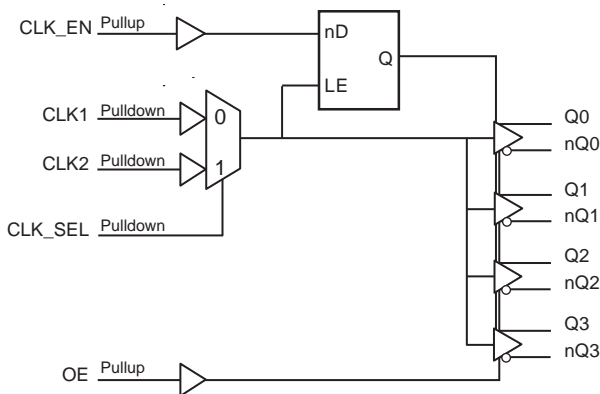 CLK_EN Pullup
nD
Q
LE
CLK1 Pulldown
0
CLK2 Pulldown
1
CLK_SEL Pulldown
Q0
nQ0
Q1
nQ1
Q2
nQ2
Q3
nQ3
OE Pullup